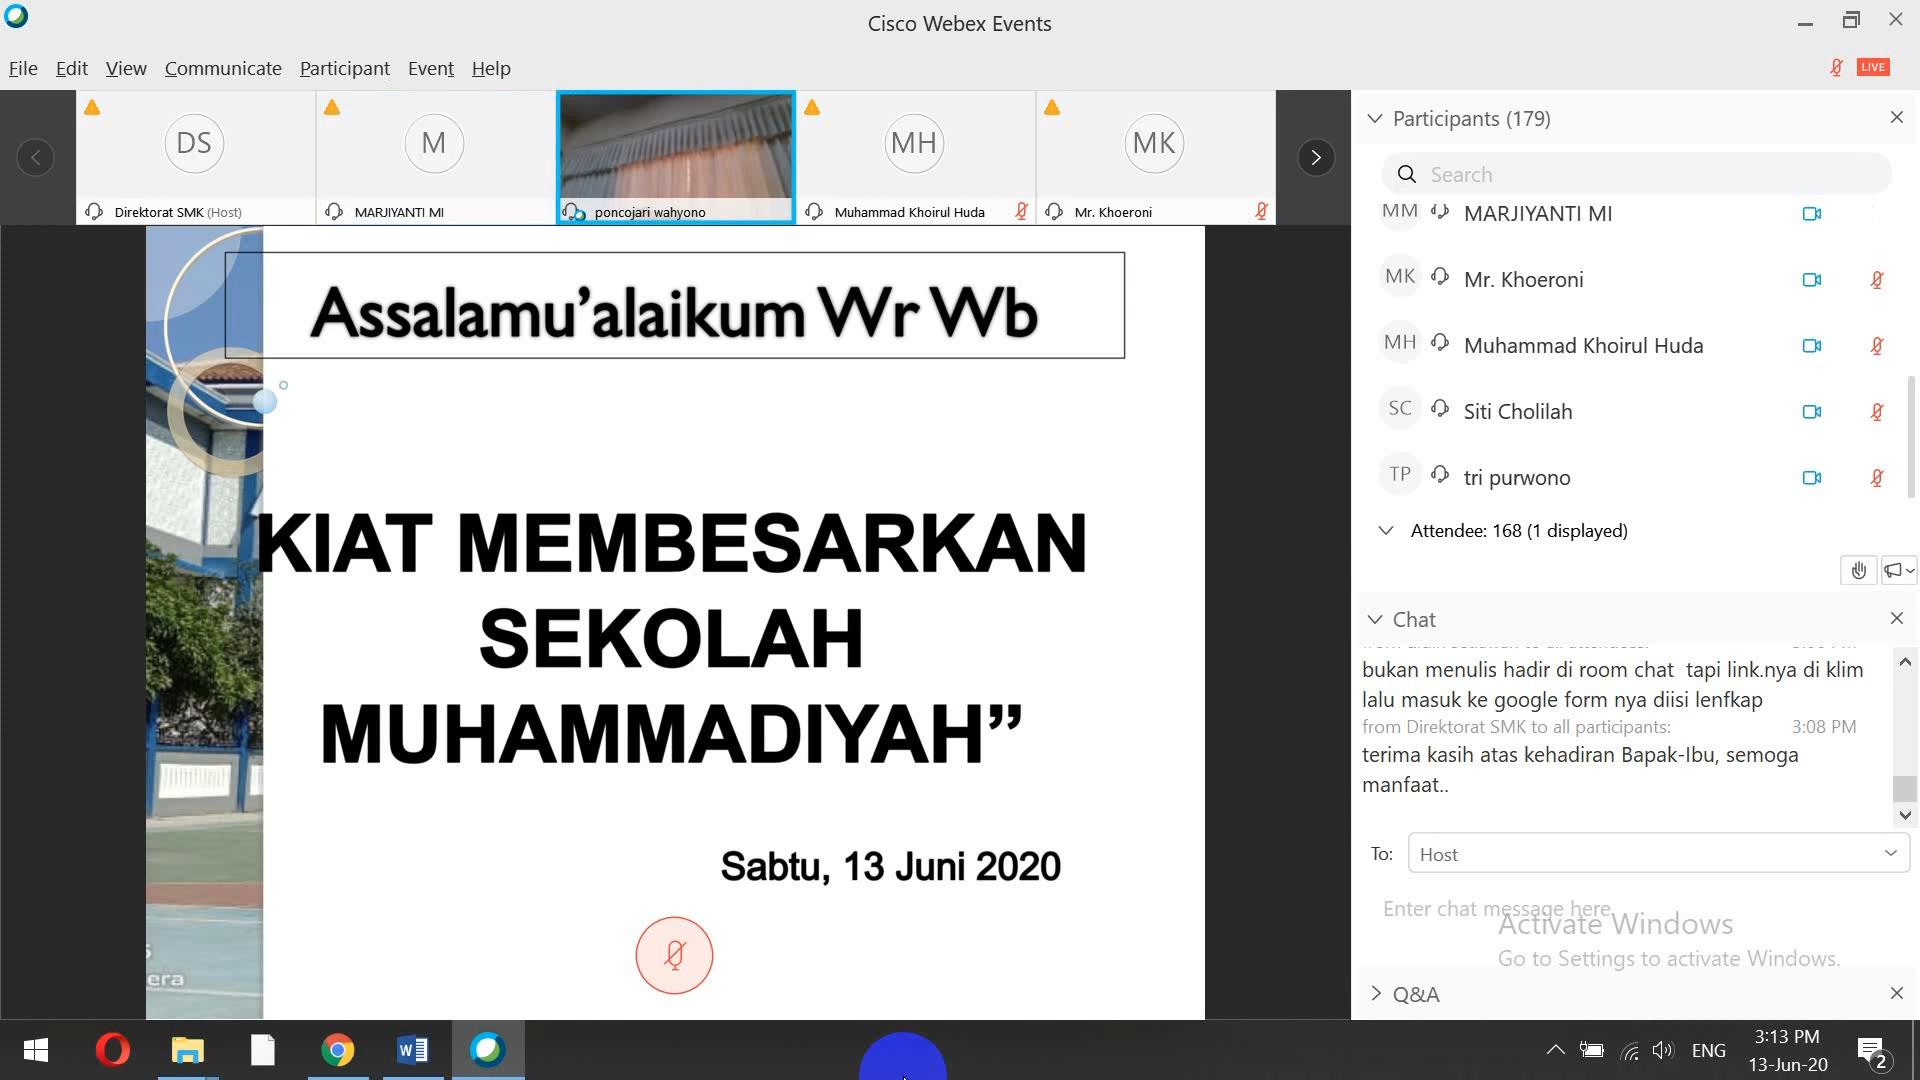 Cisco Webex Events
File Edit View Communicate Participant Event Help
LIVE
DS
M
MH
MK
Direktorat SMK (Host)
MARJIYANTI MI
poncojari wahyono
Muhammad Khoirul Huda
Mr. Khoeroni
Assalamu’alaikum Wr Wb
KIAT MEMBESARKAN
SEKOLAH
MUHAMMADIYAH”
Sabtu, 13 Juni 2020
era
Participants (179)
Search
MM MARJIYANTI MI
MK Mr. Khoeroni
MH Muhammad Khoirul Huda
SC Siti Cholilah
TP tri purwono
Attendee: 168 (1 displayed)
Chat
bukan menulis hadir di room chat tapi link.nya di klim
lalu masuk ke google form nya diisi lenfkap
from Direktorat SMK to all participants: 3:08 PM
terima kasih atas kehadiran Bapak-Ibu, semoga
manfaat..
To: Host
Enter chat message here
Activate Windows
Go to Settings to activate Windows.
Q&A
ENG
3:13 PM
13-Jun-20
2